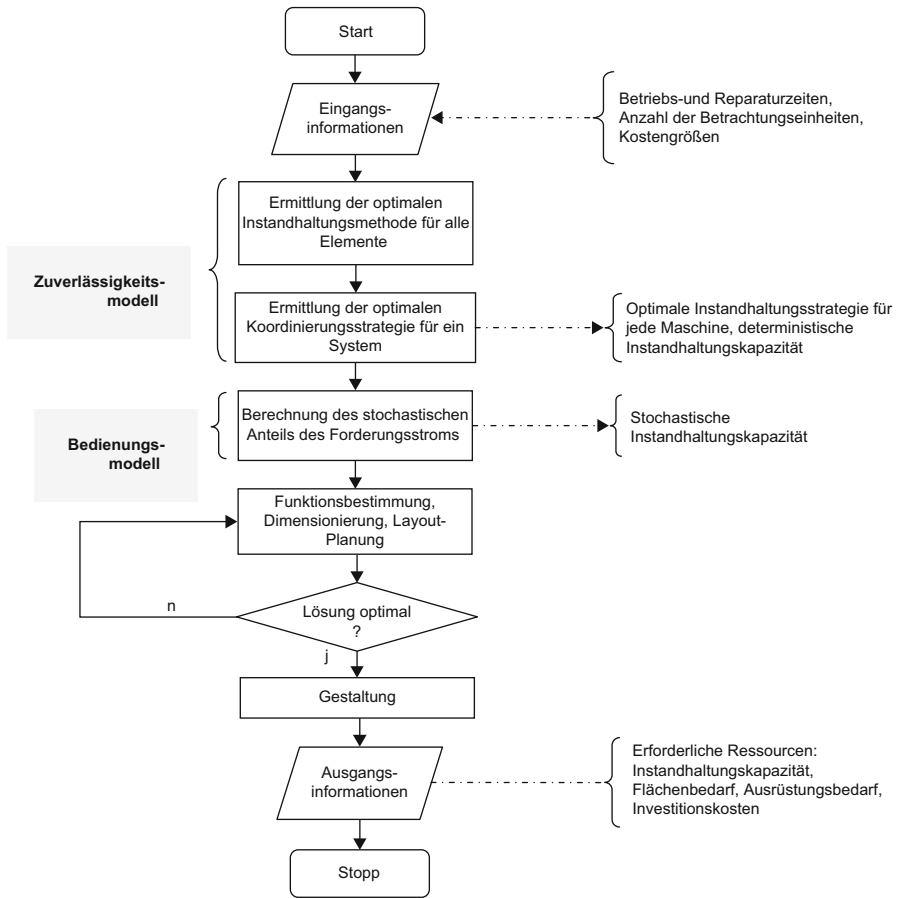 Start
Eingangs-
informationen
Betriebs-und Reparaturzeiten,
Anzahl der Betrachtungseinheiten,
Kostengrößen
Ermittlung der optimalen
Instandhaltungsmethode für alle
Elemente
Zuverlässigkeits-
modell
Ermittlung der optimalen
Koordinierungsstrategie für ein
System
Optimale Instandhaltungsstrategie für
jede Maschine, deterministische
Instandhaltungskapazität
Berechnung des stochastischen
Anteils des Forderungsstroms
Stochastische
Instandhaltungskapazität
Bedienungs-
modell
Funktionsbestimmung,
Dimensionierung, Layout-
Planung
n
Lösung optimal
?
j
Gestaltung
Ausgangs-
informationen
Erforderliche Ressourcen:
Instandhaltungskapazität,
Flächenbedarf, Ausrüstungsbedarf,
Investitionskosten
Stopp